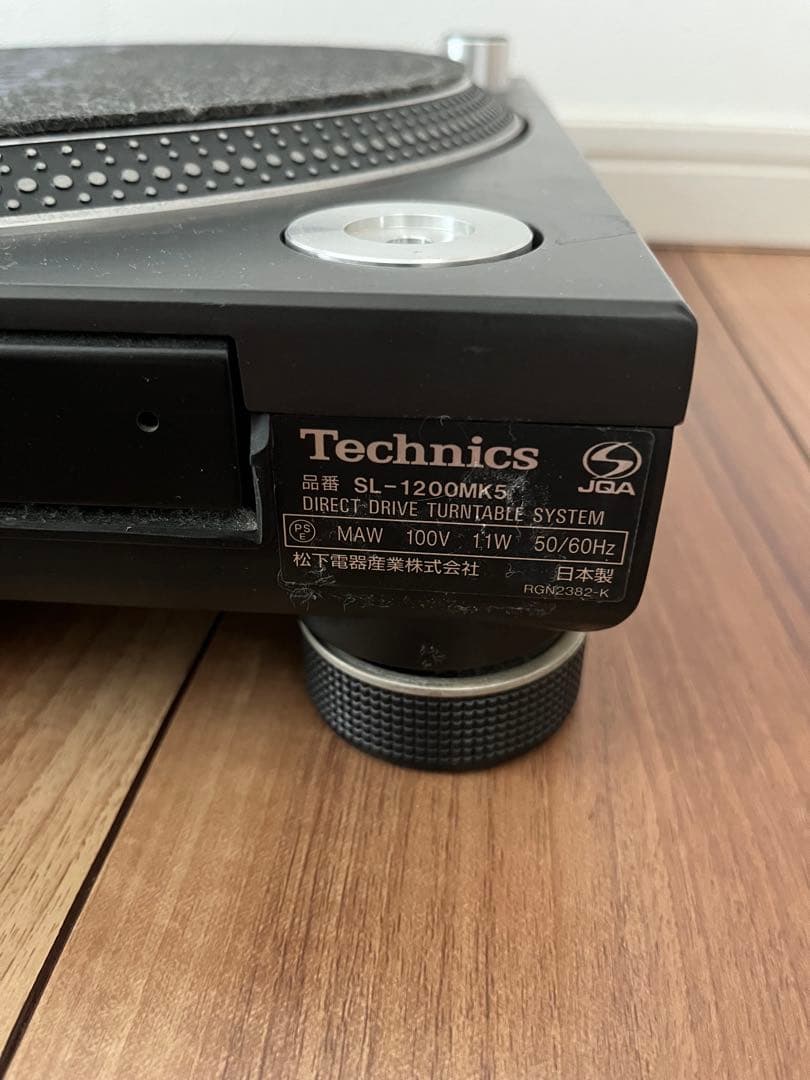 Technics
JQA
品番 SL-1200MK5
DIRECT DRIVE TURNTABLE SYSTEM
PS E MAW 100V 11W 50/60Hz
松下電器産業株式会社 日本製
RGN2382-K